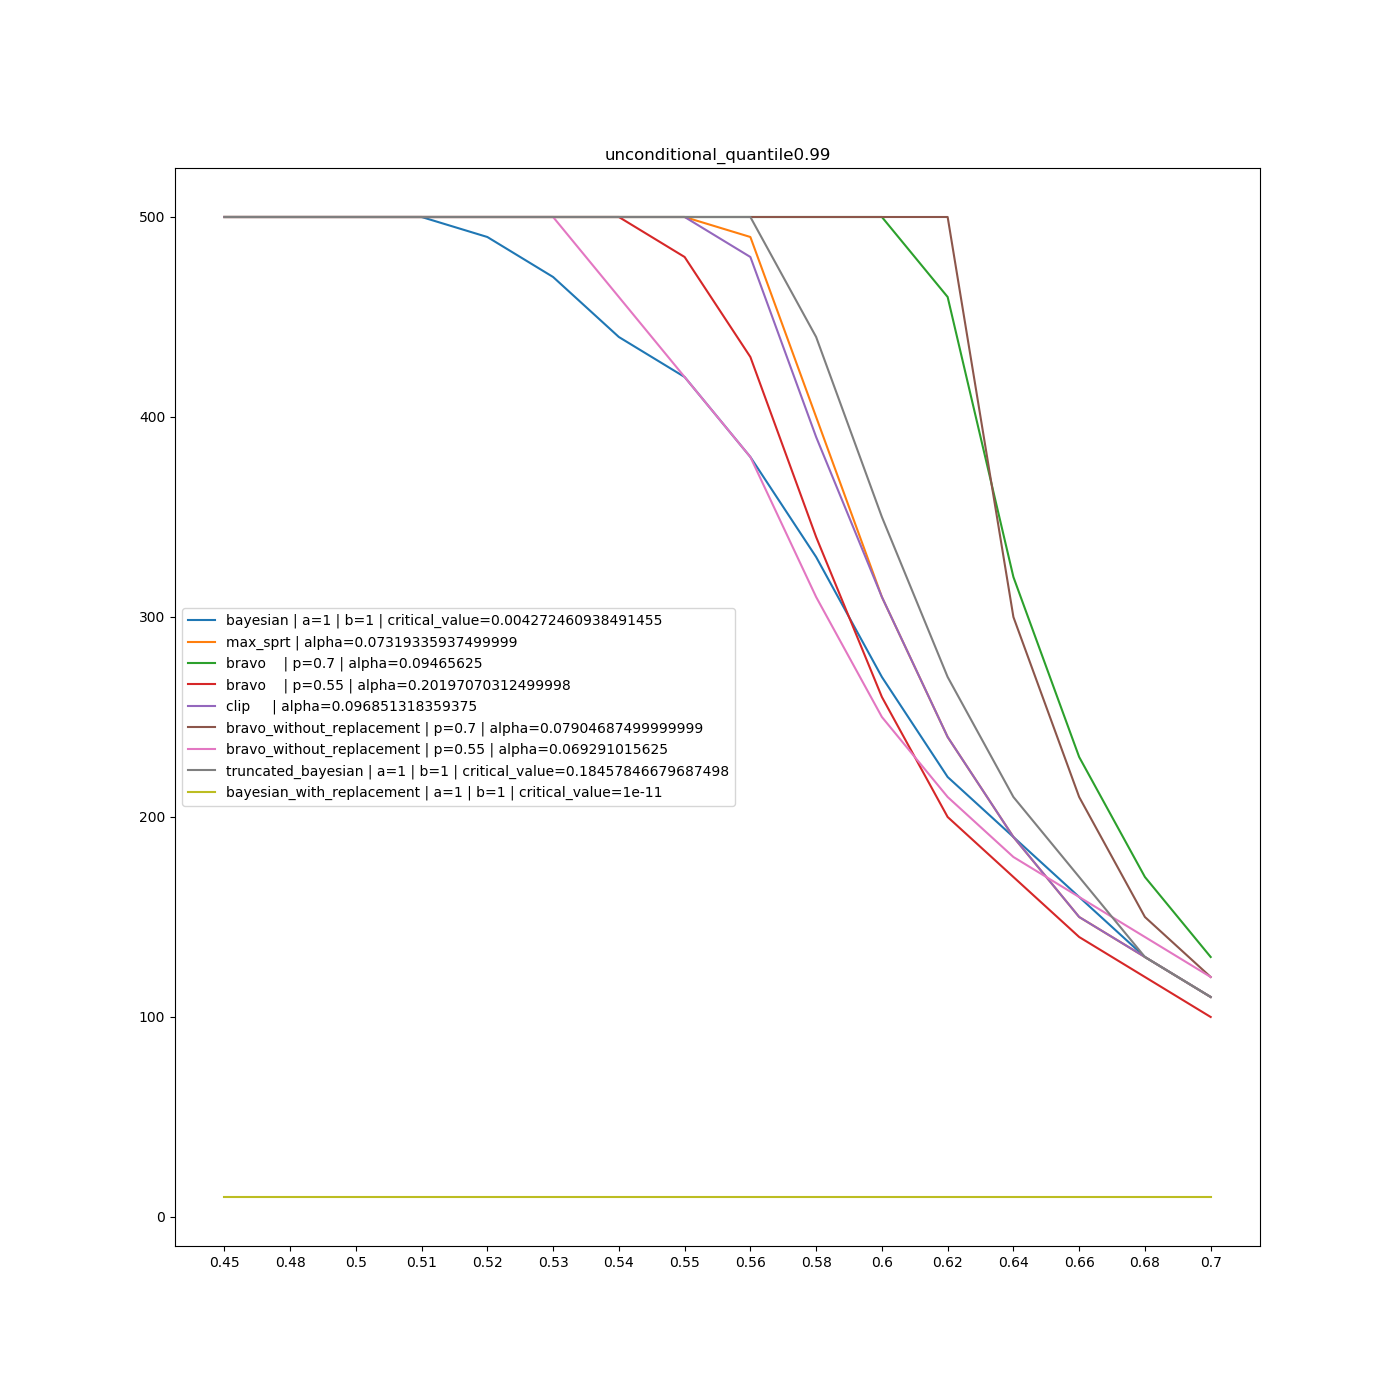 unconditional_quantile0.99
500
400
300
200
100
0
bayesian | a=1 | b=1 | critical_value=0.004272460938491455
max_sprt | alpha=0.07319335937499999
bravo | p=0.7 | alpha=0.09465625
bravo | p=0.55 | alpha=0.20197070312499998
clip | alpha=0.096851318359375
bravo_without_replacement | p=0.7 | alpha=0.07904687499999999
bravo_without_replacement | p=0.55 | alpha=0.069291015625
truncated_bayesian | a=1 | b=1 | critical_value=0.18457846679687498
bayesian_with_replacement | a=1 | b=1 | critical_value=1e-11
0.45 0.48 0.5 0.51 0.52 0.53 0.54 0.55 0.56 0.58 0.6 0.62 0.64 0.66 0.68 0.7